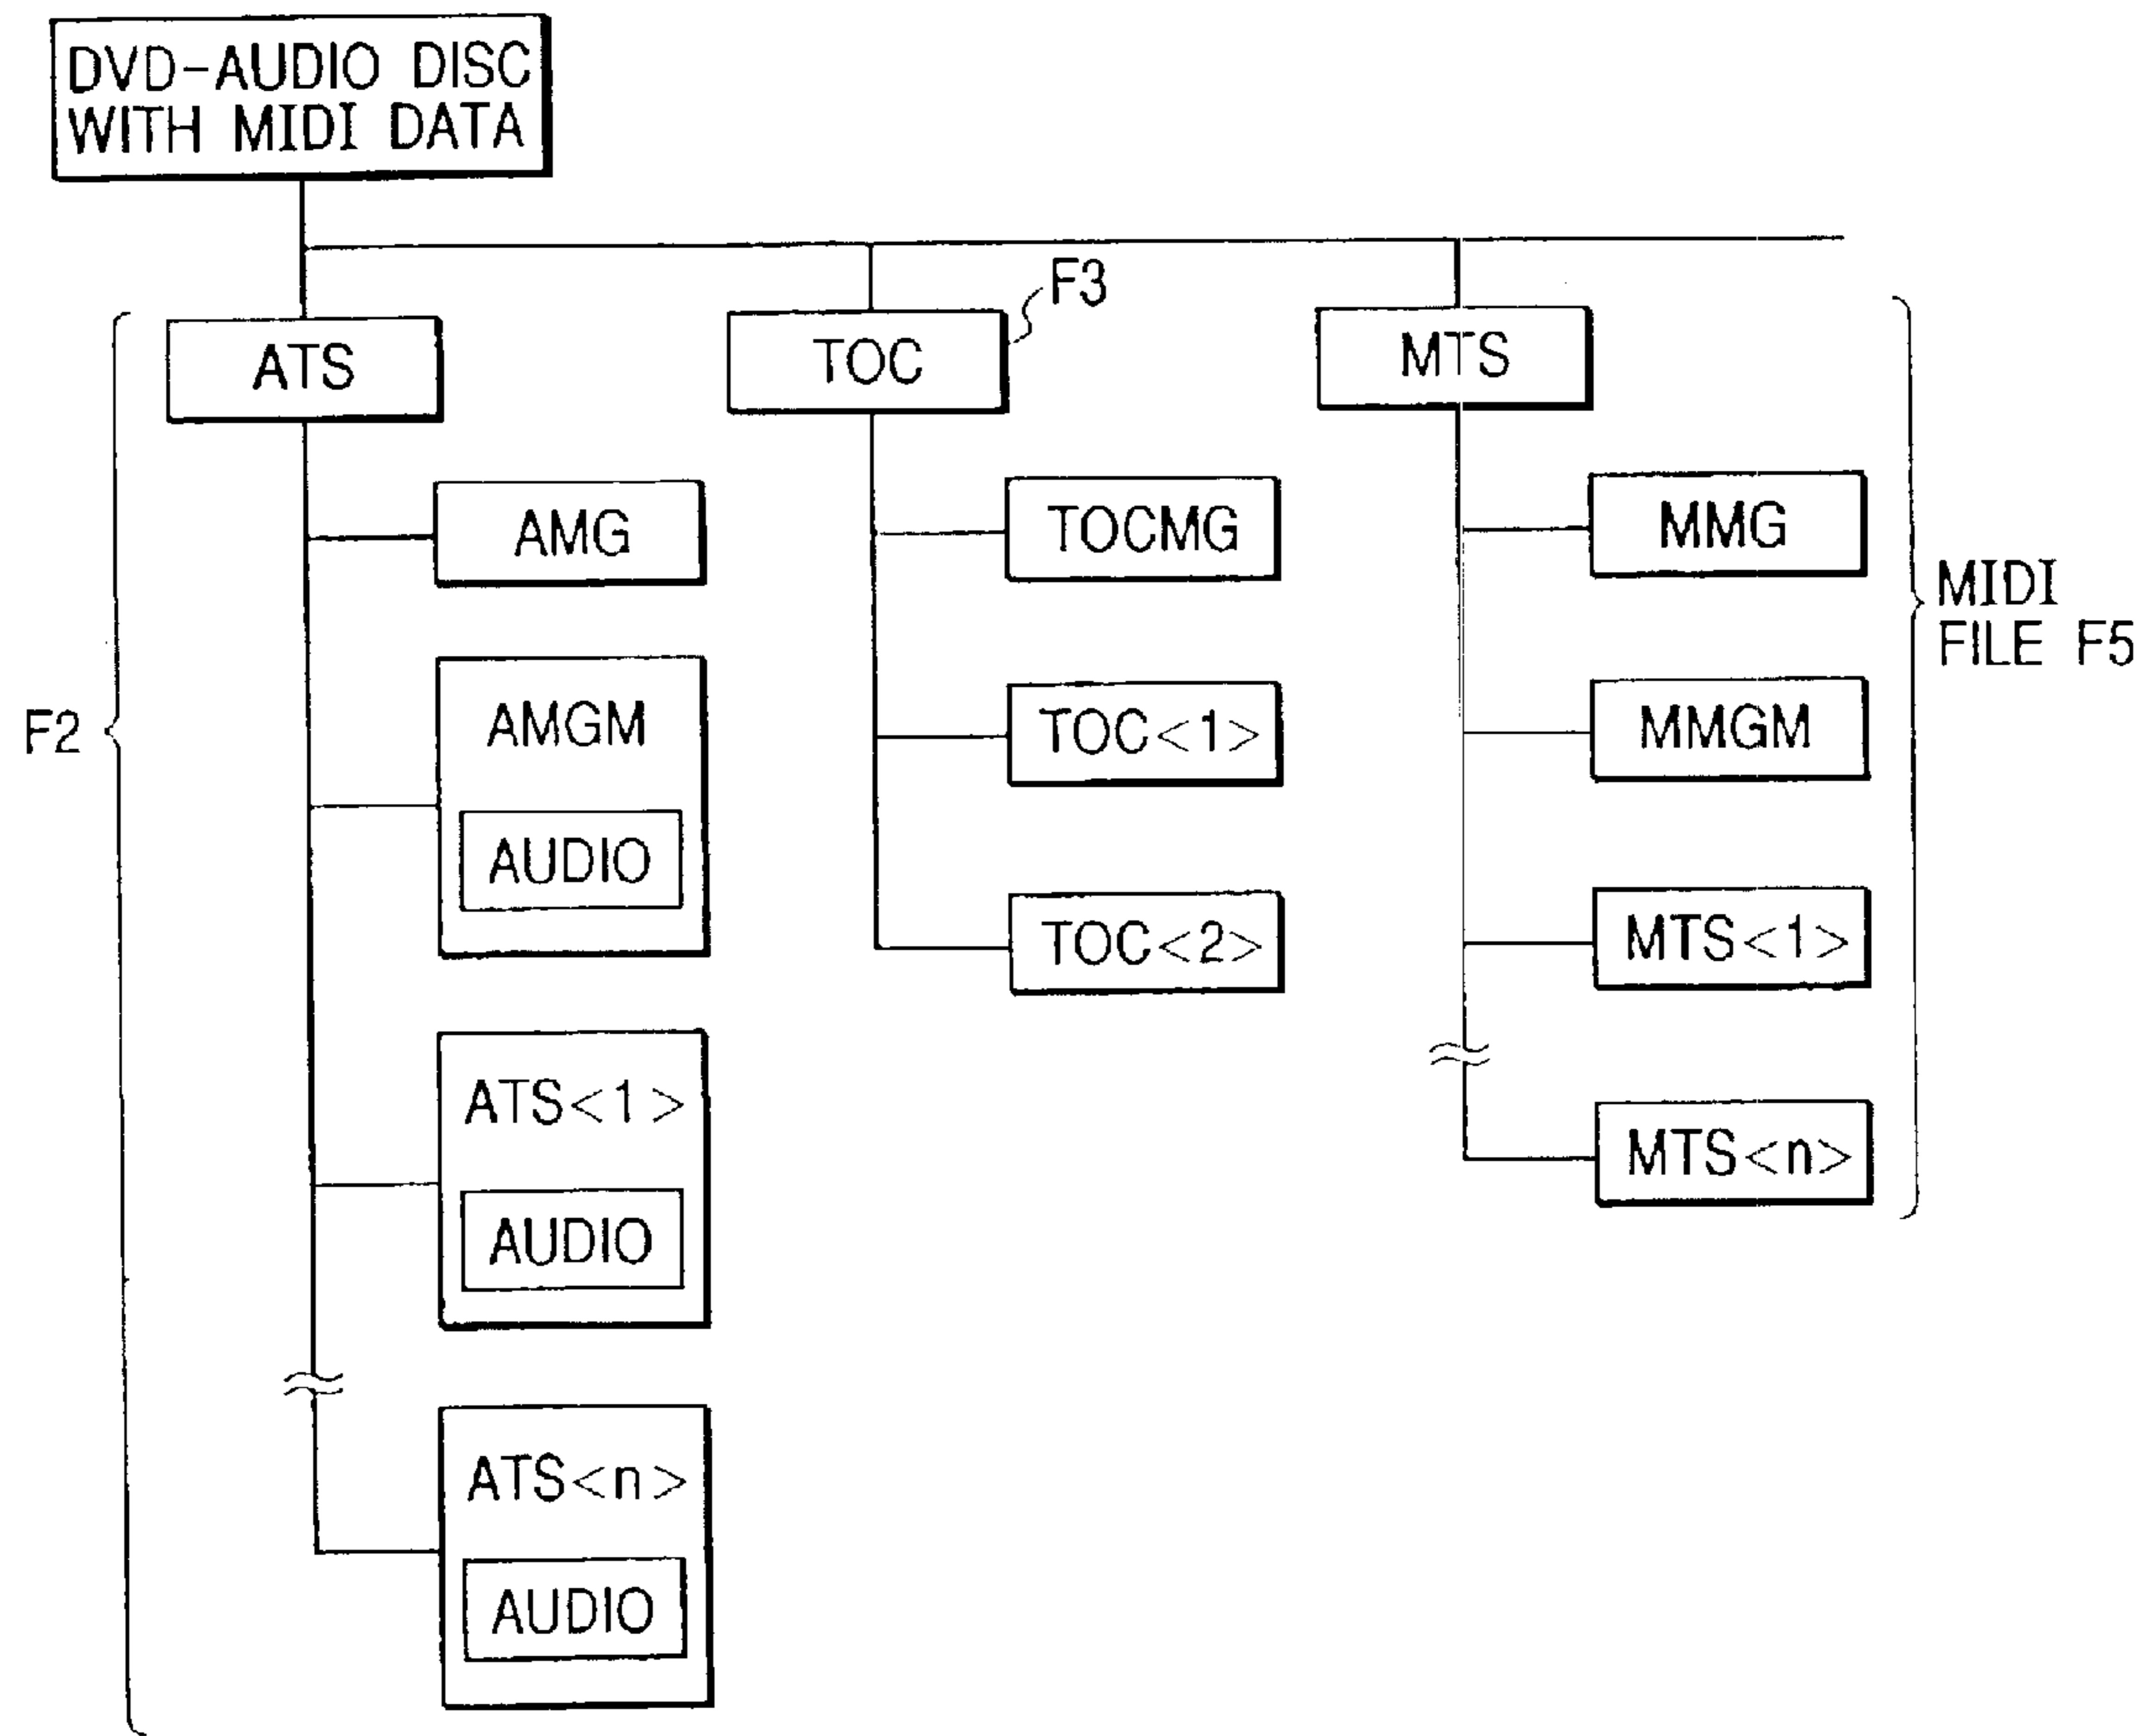 DVD-AUDIO DISC
WITH MIDI DATA
F3
ATS
TOC
MTS
F2
AMG
AMGM
AUDIO
ATS<1>
AUDIO
ATS<n>
AUDIO
TOCMG
TOC<1>
TOC<2>
MMG
MMGM
MTS<1>
MTS<n>
MIDI
FILE F5